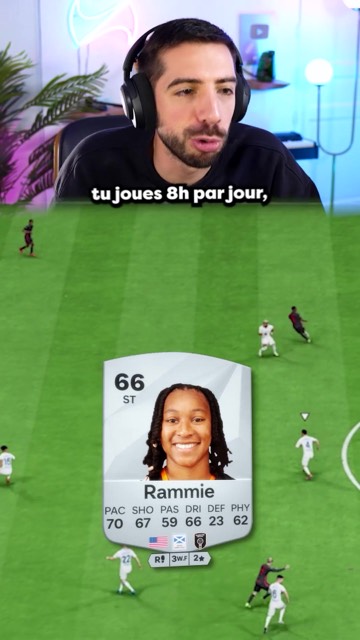 tu joues 8h par jour,
66
ST
Rammie
PAC SHO PAS DRI DEF PHY
70 67 59 66 23 62
R 3W.F 2★